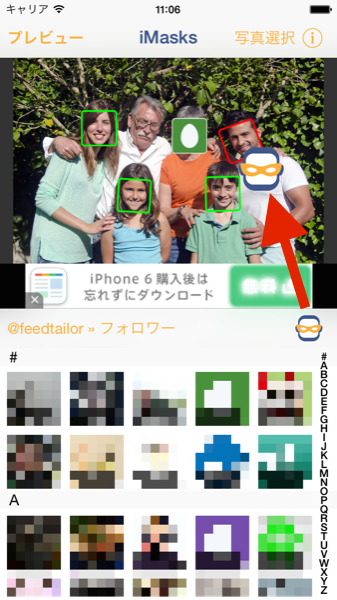 キャリア 11:06
プレビュー iMasks 写真選択 i
iPhone 6 購入後は
忘れずにダウンロード
@feedtailor » フォロワー
#
A
#
A
B
C
D
E
F
G
H
I
J
K
L
M
N
O
P
Q
R
S
T
U
V
W
X
Y
Z